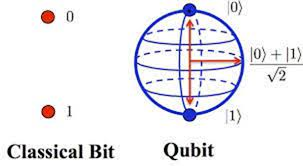 0
|0⟩
|0⟩ + |1⟩
√2
1
|1⟩
Classical Bit
Qubit